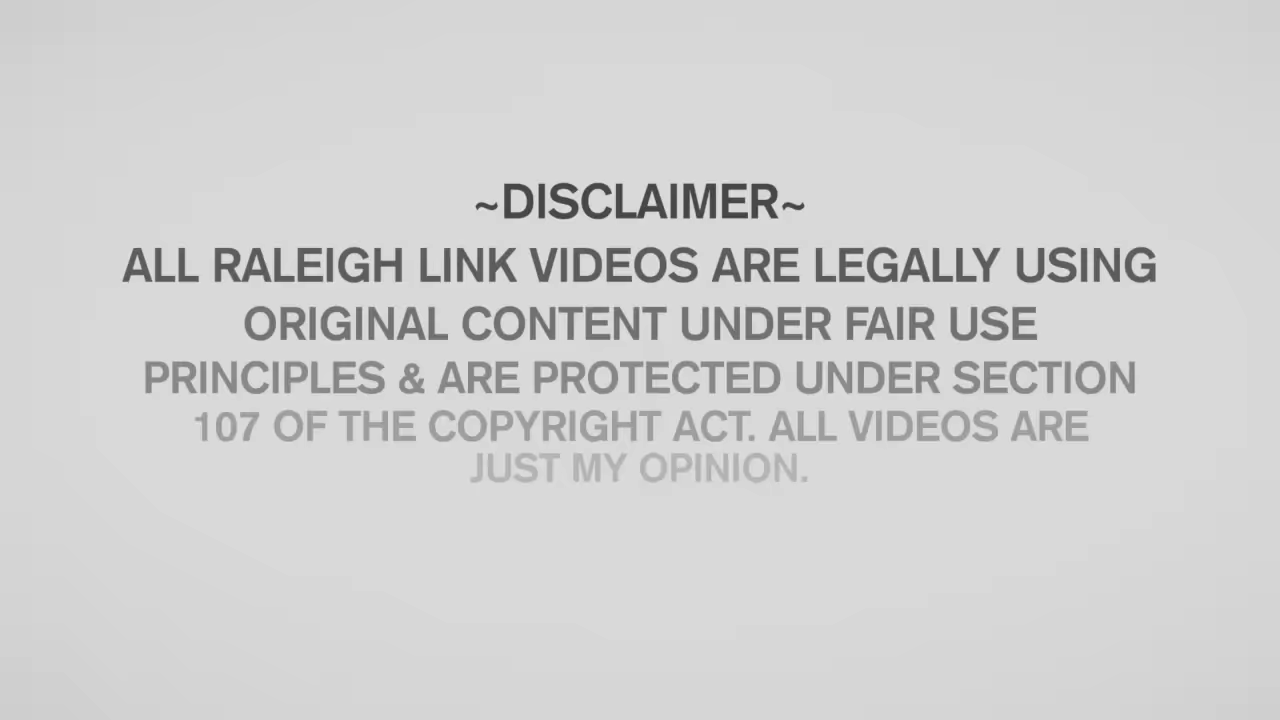 ~DISCLAIMER~
ALL RALEIGH LINK VIDEOS ARE LEGALLY USING
ORIGINAL CONTENT UNDER FAIR USE
PRINCIPLES & ARE PROTECTED UNDER SECTION
107 OF THE COPYRIGHT ACT. ALL VIDEOS ARE
JUST MY OPINION.